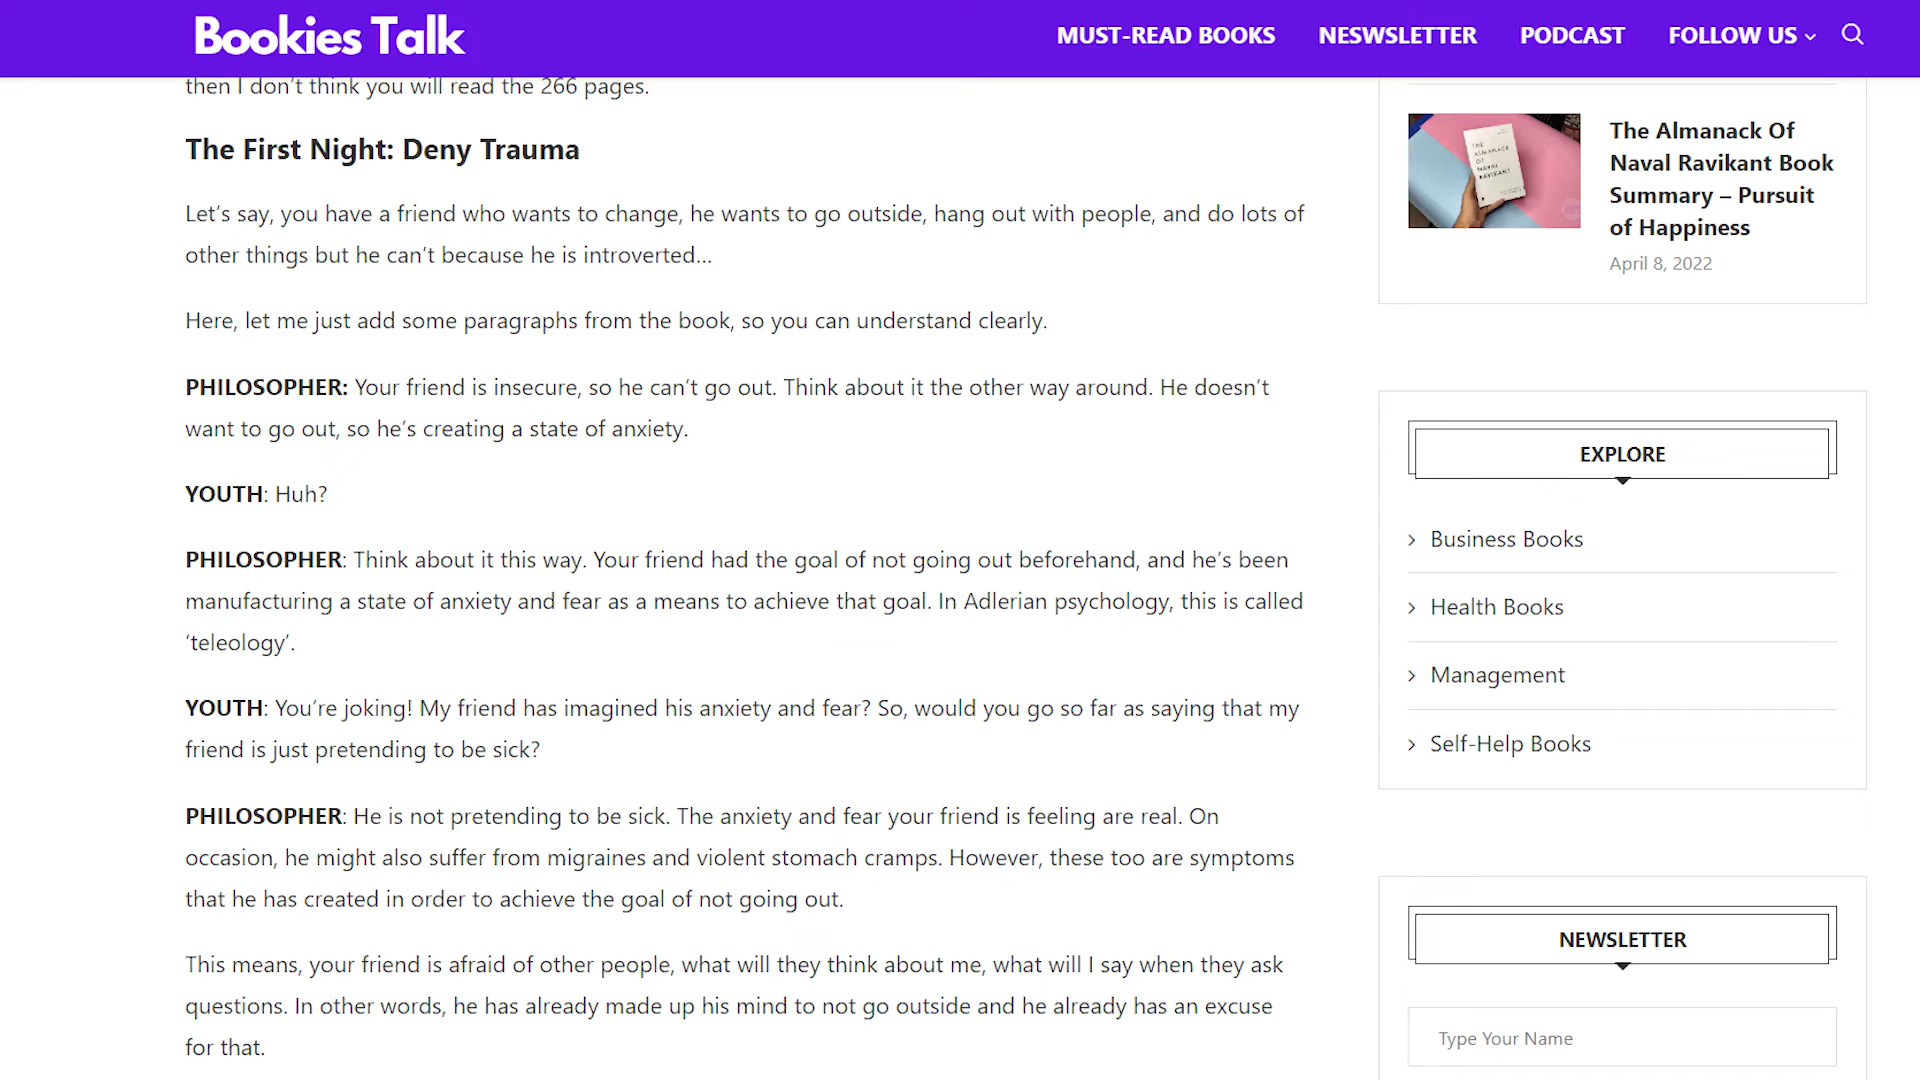 Bookies Talk
MUST-READ BOOKS
NESWSLETTER
PODCAST
FOLLOW US
then I don't think you will read the 266 pages.
The First Night: Deny Trauma
Let's say, you have a friend who wants to change, he wants to go outside, hang out with people, and do lots of
other things but he can't because he is introverted…
Here, let me just add some paragraphs from the book, so you can understand clearly.
PHILOSOPHER: Your friend is insecure, so he can't go out. Think about it the other way around. He doesn't
want to go out, so he's creating a state of anxiety.
YOUTH: Huh?
PHILOSOPHER: Think about it this way. Your friend had the goal of not going out beforehand, and he's been
manufacturing a state of anxiety and fear as a means to achieve that goal. In Adlerian psychology, this is called
‘teleology’.
YOUTH: You're joking! My friend has imagined his anxiety and fear? So, would you go so far as saying that my
friend is just pretending to be sick?
PHILOSOPHER: He is not pretending to be sick. The anxiety and fear your friend is feeling are real. On
occasion, he might also suffer from migraines and violent stomach cramps. However, these too are symptoms
that he has created in order to achieve the goal of not going out.
This means, your friend is afraid of other people, what will they think about me, what will I say when they ask
questions. In other words, he has already made up his mind to not go outside and he already has an excuse
for that.
THE
ALMANACK
OF
NAVAL
RAVIKANT
The Almanack Of
Naval Ravikant Book
Summary – Pursuit
of Happiness
April 8, 2022
EXPLORE
Business Books
Health Books
Management
Self-Help Books
NEWSLETTER
Type Your Name